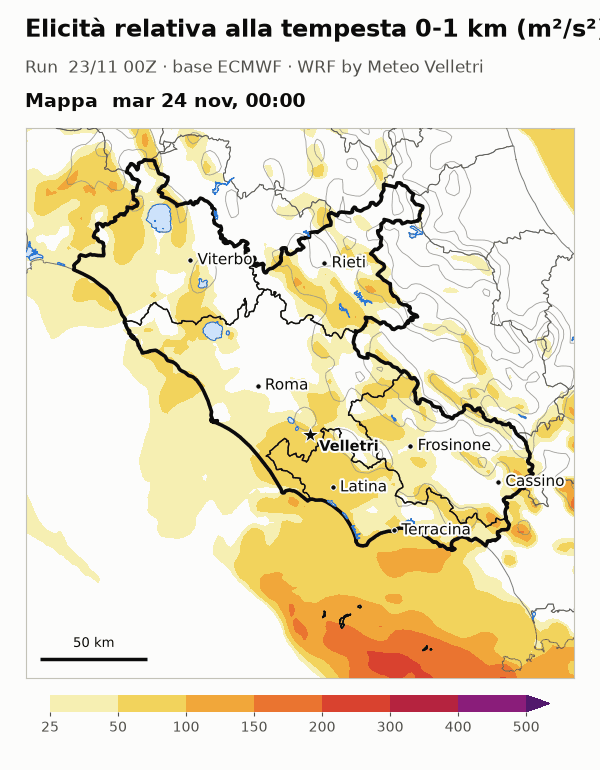 Elicità relativa alla tempesta 0-1 km (m²/s²)
Run  23/11 00Z · base ECMWF · WRF by Meteo Velletri
Mappa  mar 24 nov, 00:00
Viterbo
Rieti
Roma
Velletri
Frosinone
Latina
Cassino
Terracina
50 km
25 50 100 150 200 300 400 500